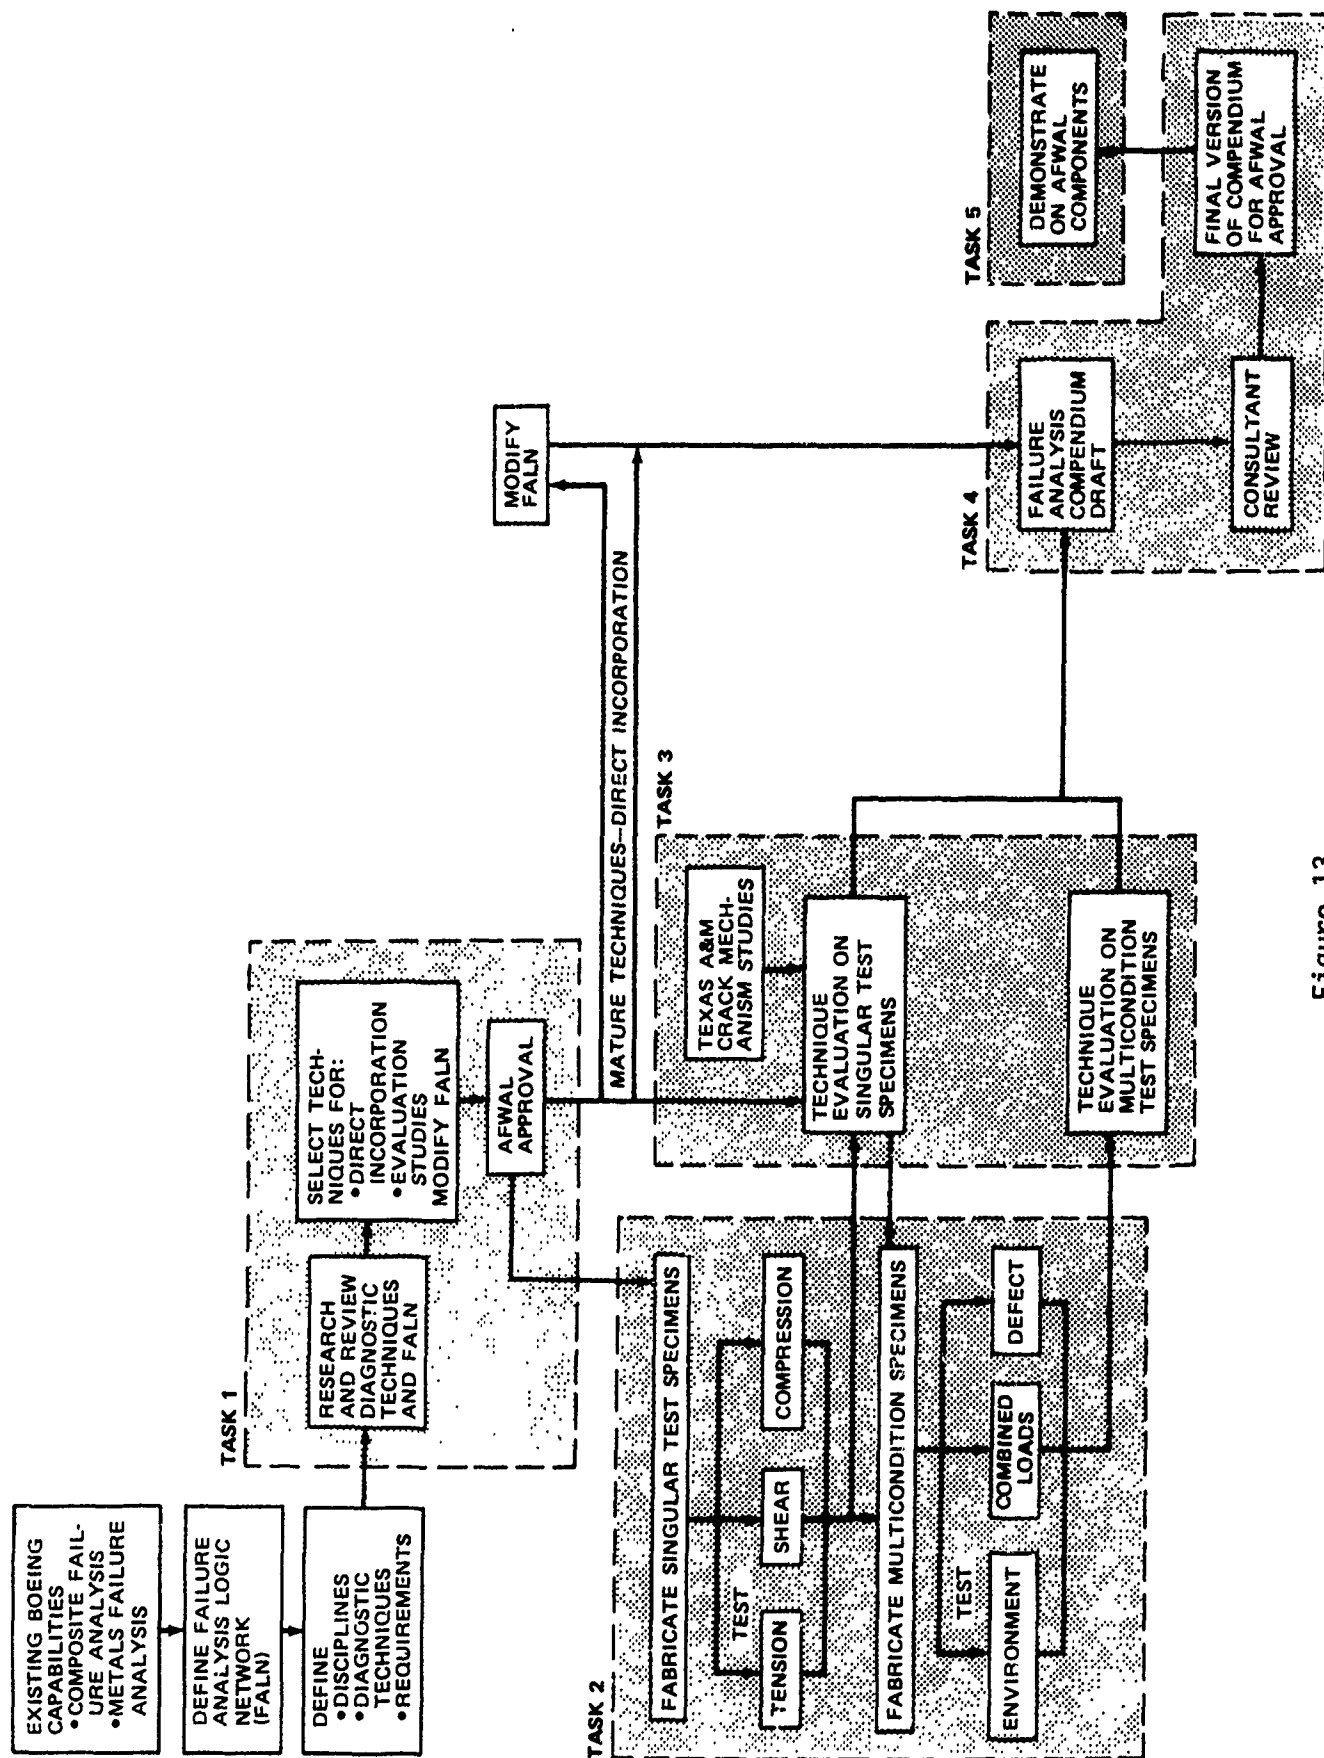 EXISTING BOEING
CAPABILITIES
•COMPOSITE FAIL-
URE ANALYSIS
•METALS FAILURE
ANALYSIS
DEFINE FAILURE
ANALYSIS LOGIC
NETWORK
(FALN)
DEFINE
•DISCIPLINES
•DIAGNOSTIC
TECHNIQUES
•REQUIREMENTS
TASK 1
RESEARCH
AND REVIEW
DIAGNOSTIC
TECHNIQUES
AND FALN
SELECT TECH-
NIQUES FOR:
•DIRECT
INCORPORATION
•EVALUATION
STUDIES
MODIFY FALN
AFWAL
APPROVAL
MATURE TECHNIQUES—DIRECT INCORPORATION
MODIFY
FALN
TASK 2
FABRICATE SINGULAR TEST SPECIMENS
TEST
TENSION
SHEAR
COMPRESSION
FABRICATE MULTICONDITION SPECIMENS
TEST
ENVIRONMENT
COMBINED
LOADS
DEFECT
TASK 3
TEXAS A&M
CRACK MECH-
ANISM STUDIES
TECHNIQUE
EVALUATION ON
SINGULAR TEST
SPECIMENS
TECHNIQUE
EVALUATION ON
MULTICONDITION
TEST SPECIMENS
TASK 4
FAILURE
ANALYSIS
COMPENDIUM
DRAFT
CONSULTANT
REVIEW
FINAL VERSION
OF COMPENDIUM
FOR AFWAL
APPROVAL
TASK 5
DEMONSTRATE
ON AFWAL
COMPONENTS
Figure 13